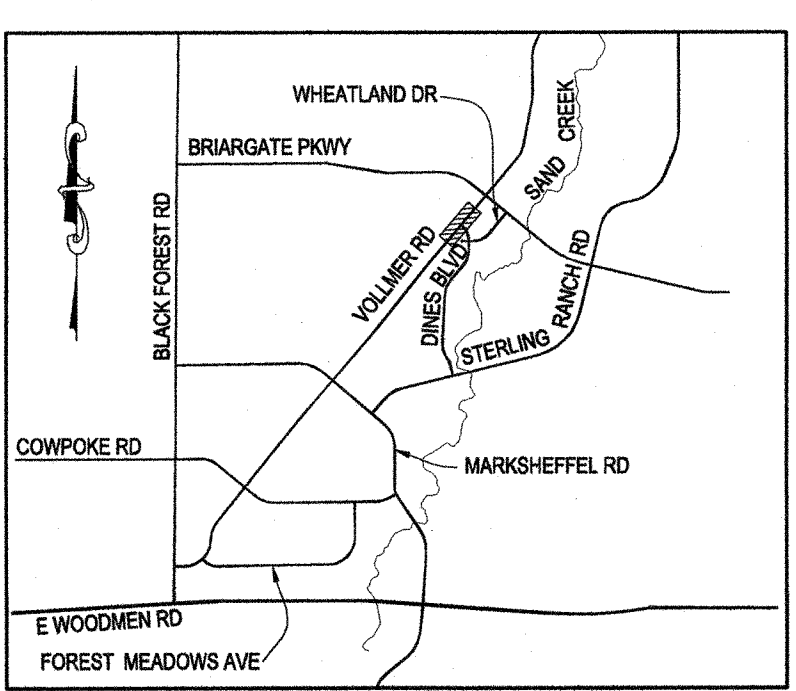 WHEATLAND DR
BRIARGATE PKWY
SAND CREEK
BLACK FOREST RD
VOLLMER RD
DINES BLVD
STERLING RANCH RD
COWPOKE RD
MARKSHEFFEL RD
E WOODMEN RD
FOREST MEADOWS AVE